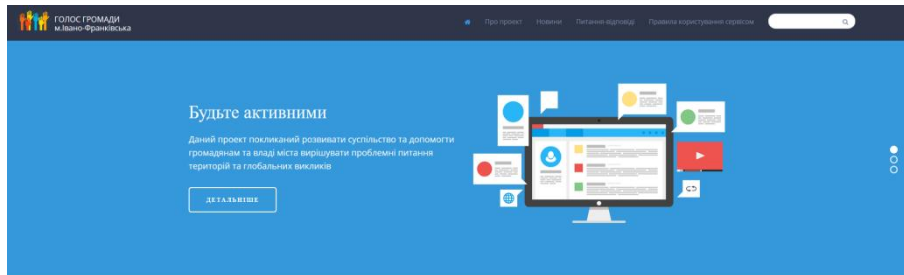 ГОЛОС ГРОМАДИ
м.Івано-Франківська
Про проект Новини Питання-відповіді Правила користування сервісом
Будьте активними
Даний проект покликаний розвивати суспільство та допомогти
громадянам та владі міста вирішувати проблемні питання
територій та глобальних викликів
ДЕТАЛЬНІШЕ